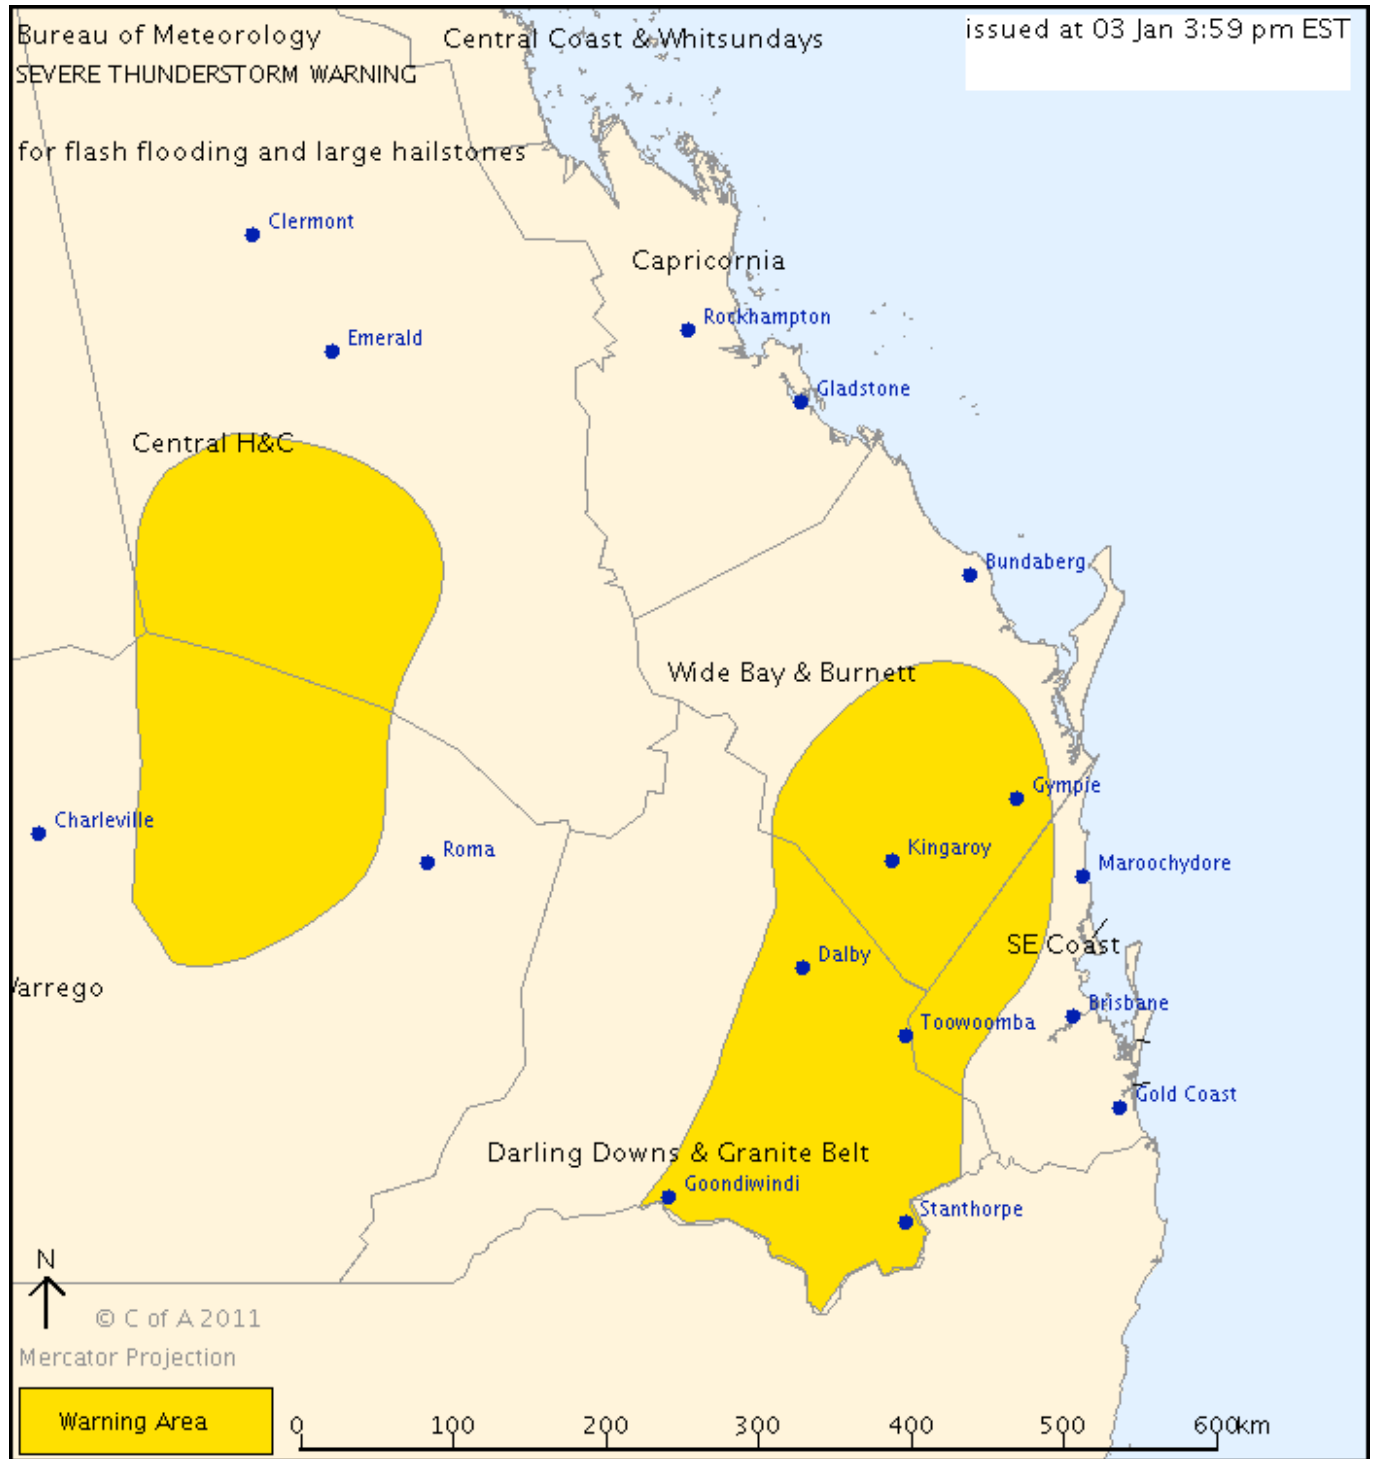 Bureau of Meteorology
SEVERE THUNDERSTORM WARNING
for flash flooding and large hailstones
Central Coast & Whitsundays
issued at 03 Jan 3:59 pm EST
Clermont
Capricornia
Rockhampton
Emerald
Gladstone
Central H&C
Bundaberg
Wide Bay & Burnett
Gympie
Charleville
Roma
Kingaroy
Maroochydore
SE Coast
Dalby
arrego
Brisbane
Toowoomba
Gold Coast
Darling Downs & Granite Belt
Goondiwindi
Stanthorpe
N
© C of A 2011
Mercator Projection
Warning Area
0 100 200 300 400 500 600km